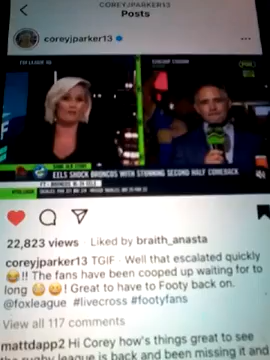 COREYJPARKER13
Posts
coreyjparker13
EELS SHOCK BRONCOS WITH STUNNING SECOND HALF COMEBACK
22,823 views · Liked by braith_anasta
coreyjparker13 TGIF - Well that escalated quickly
😂!! The fans have been cooped up waiting for to
long 😁😀! Great to have to Footy back on.
@foxleague #livecross #footyfans
View all 117 comments
mattdapp2 Hi Corey how's things great to see
the rugby league is back and been missing it and